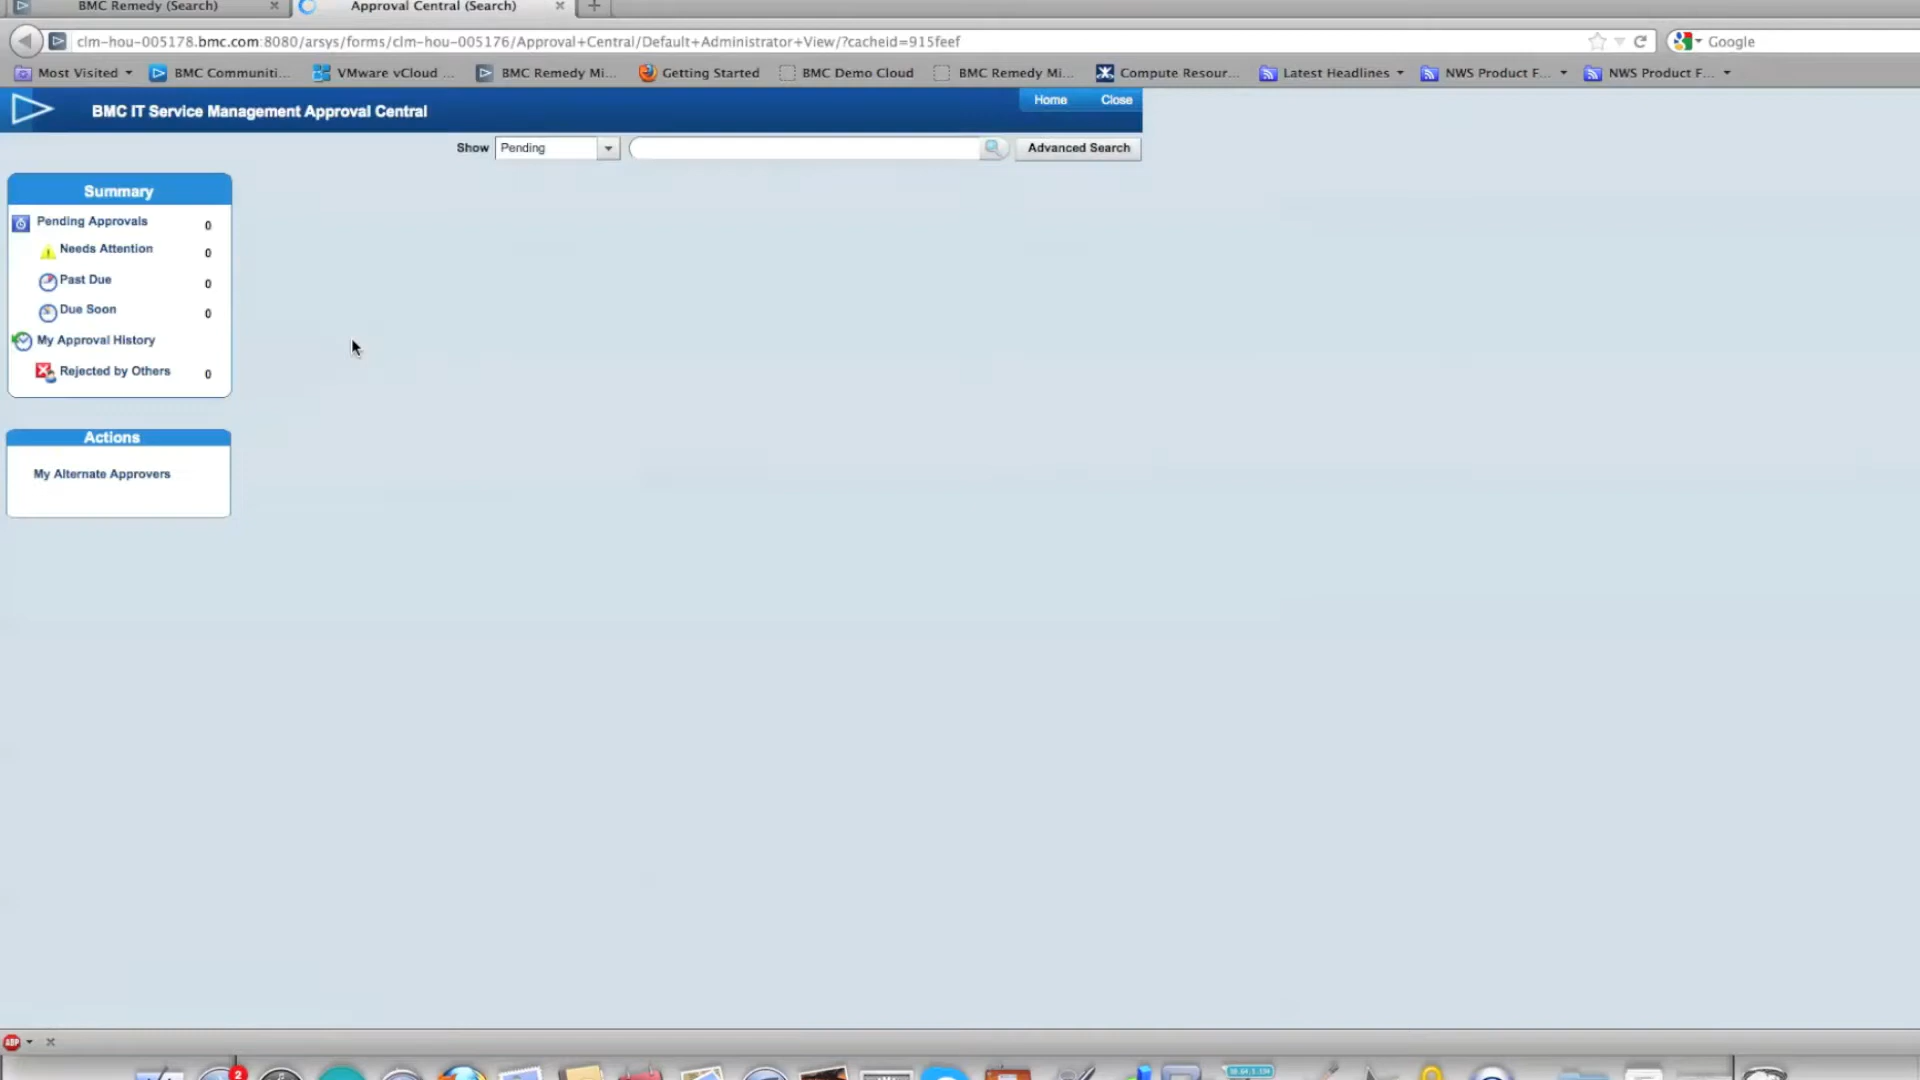 BMC Remedy (Search)
Approval Central (Search)
clm-hou-005178.bmc.com:8080/arsys/forms/clm-hou-005176/Approval+Central/Default+Administrator+View/?cacheid=915feef
Google
Most Visited
BMC Communiti...
VMware vCloud ...
BMC Remedy Mi...
Getting Started
BMC Demo Cloud
BMC Remedy Mi...
Compute Resour...
Latest Headlines
NWS Product F...
NWS Product F...
BMC IT Service Management Approval Central
Home
Close
Show
Pending
Advanced Search
Summary
Pending Approvals 0
Needs Attention 0
Past Due 0
Due Soon 0
My Approval History
Rejected by Others 0
Actions
My Alternate Approvers
ABP
2